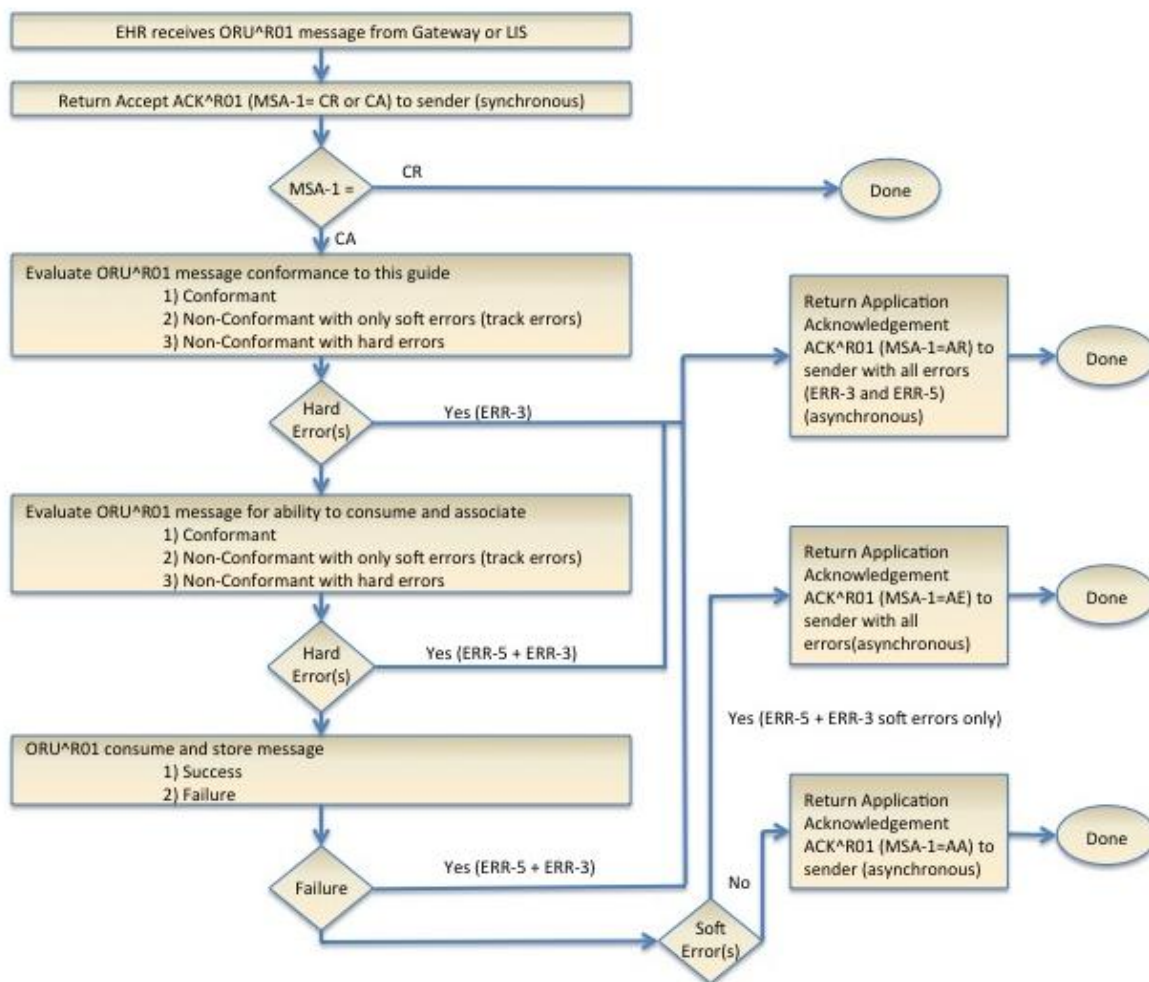 EHR receives ORU^R01 message from Gateway or LIS
Return Accept ACK^R01 (MSA-1= CR or CA) to sender (synchronous)
MSA-1 =
CR
Done
CA
Evaluate ORU^R01 message conformance to this guide
1) Conformant
2) Non-Conformant with only soft errors (track errors)
3) Non-Conformant with hard errors
Hard
Error(s)
Yes (ERR-3)
Return Application
Acknowledgement
ACK^R01 (MSA-1=AR) to
sender with all errors
(ERR-3 and ERR-5)
(asynchronous)
Done
Evaluate ORU^R01 message for ability to consume and associate
1) Conformant
2) Non-Conformant with only soft errors (track errors)
3) Non-Conformant with hard errors
Hard
Error(s)
Yes (ERR-5 + ERR-3)
Return Application
Acknowledgement
ACK^R01 (MSA-1=AE) to
sender with all
errors(asynchronous)
Done
Yes (ERR-5 + ERR-3 soft errors only)
ORU^R01 consume and store message
1) Success
2) Failure
Failure
Yes (ERR-5 + ERR-3)
Soft
Error(s)
No
Return Application
Acknowledgement
ACK^R01 (MSA-1=AA) to
sender (asynchronous)
Done